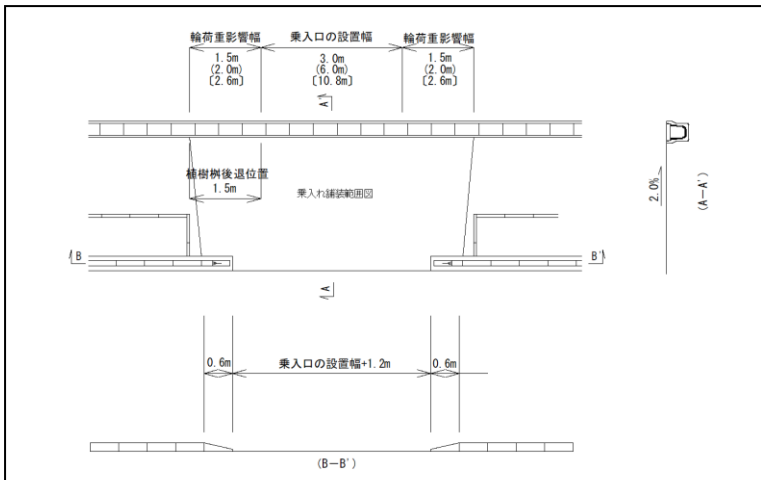 輪荷重影響幅 乗入口の設置幅 輪荷重影響幅
1.5m 3.0m 1.5m
(2.0m) (6.0m) (2.0m)
〔2.6m〕 〔10.8m〕 〔2.6m〕
A
植樹桝後退位置
1.5m
乗入れ舗装範囲図
2.0%
(A-A')
B B'
A
0.6m 乗入口の設置幅+1.2m 0.6m
(B-B')